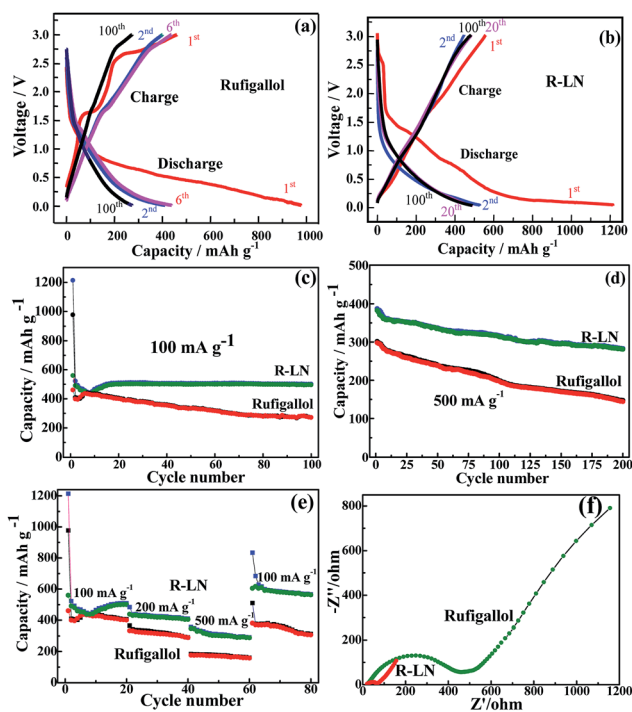 (a)
100th 2nd 6th 1st
Charge
Rufigallol
Discharge
1st
100th 2nd 6th
Voltage / V
3.0
2.5
2.0
1.5
1.0
0.5
0.0
0 200 400 600 800 1000
Capacity / mAh g-1
(b)
100th 20th
2nd 1st
R-LN
Charge
Discharge
1st
100th 20th 2nd
Voltage / V
3.0
2.5
2.0
1.5
1.0
0.5
0.0
0 200 400 600 800 1000 1200
Capacity / mAh g-1
(c)
100 mA g-1
R-LN
Rufigallol
Capacity / mAh g-1
1200
1000
800
600
400
200
0
0 20 40 60 80 100
Cycle number
(d)
R-LN
Rufigallol
500 mA g-1
Capacity / mAh g-1
500
400
300
200
100
0
0 25 50 75 100 125 150 175 200
Cycle number
(e)
100 mA g-1
R-LN
200 mA g-1
500 mA g-1
100 mA g-1
Rufigallol
Capacity / mAh g-1
1200
1000
800
600
400
200
0
0 20 40 60 80
Cycle number
(f)
Rufigallol
R-LN
-Z''/ohm
-800
-600
-400
-200
0
0 200 400 600 800 1000 1200
Z'/ohm